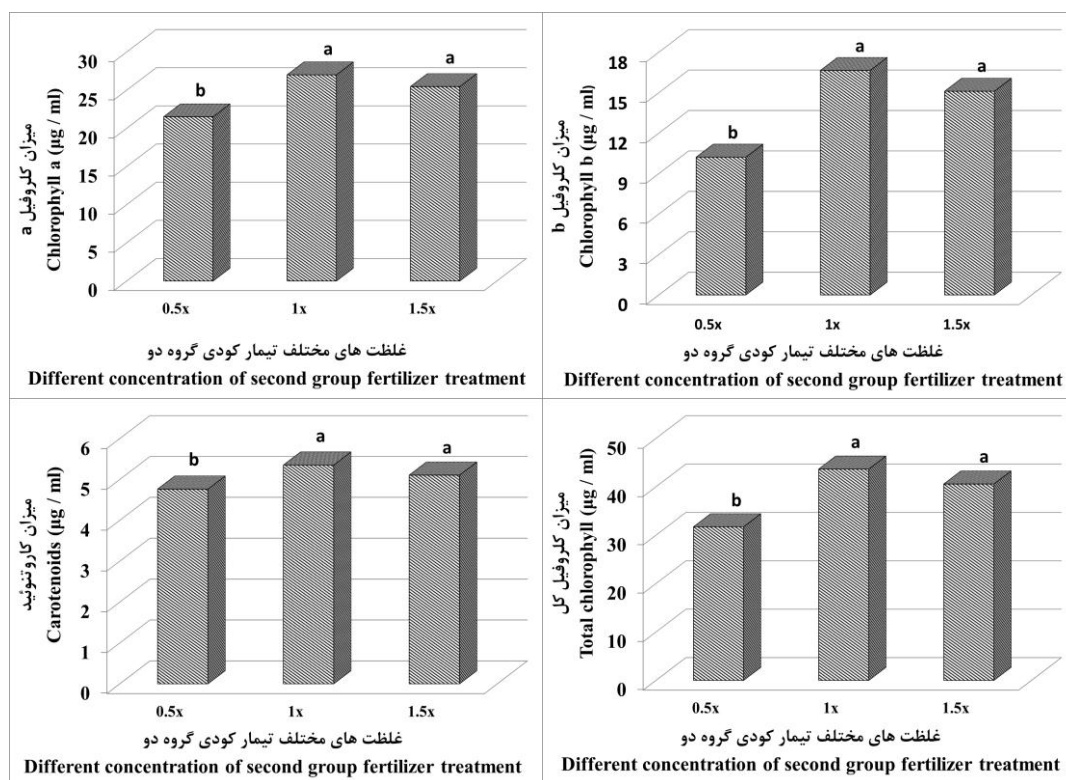 میزان کلروفیل a
Chlorophyll a (µg / ml)
30
25
20
15
10
5
0
b
a
a
0.5x
1x
1.5x
غلظت های مختلف تیمار کودی گروه دو
Different concentration of second group fertilizer treatment
میزان کلروفیل b
Chlorophyll b (µg / ml)
18
15
12
9
6
3
0
b
a
a
0.5x
1x
1.5x
غلظت های مختلف تیمار کودی گروه دو
Different concentration of second group fertilizer treatment
میزان کاروتنوئید
Carotenoids (µg / ml)
6
5
4
3
2
1
0
b
a
a
0.5x
1x
1.5x
غلظت های مختلف تیمار کودی گروه دو
Different concentration of second group fertilizer treatment
میزان کلروفیل کل
Total chlorophyll (µg / ml)
50
40
30
20
10
0
b
a
a
0.5x
1x
1.5x
غلظت های مختلف تیمار کودی گروه دو
Different concentration of second group fertilizer treatment